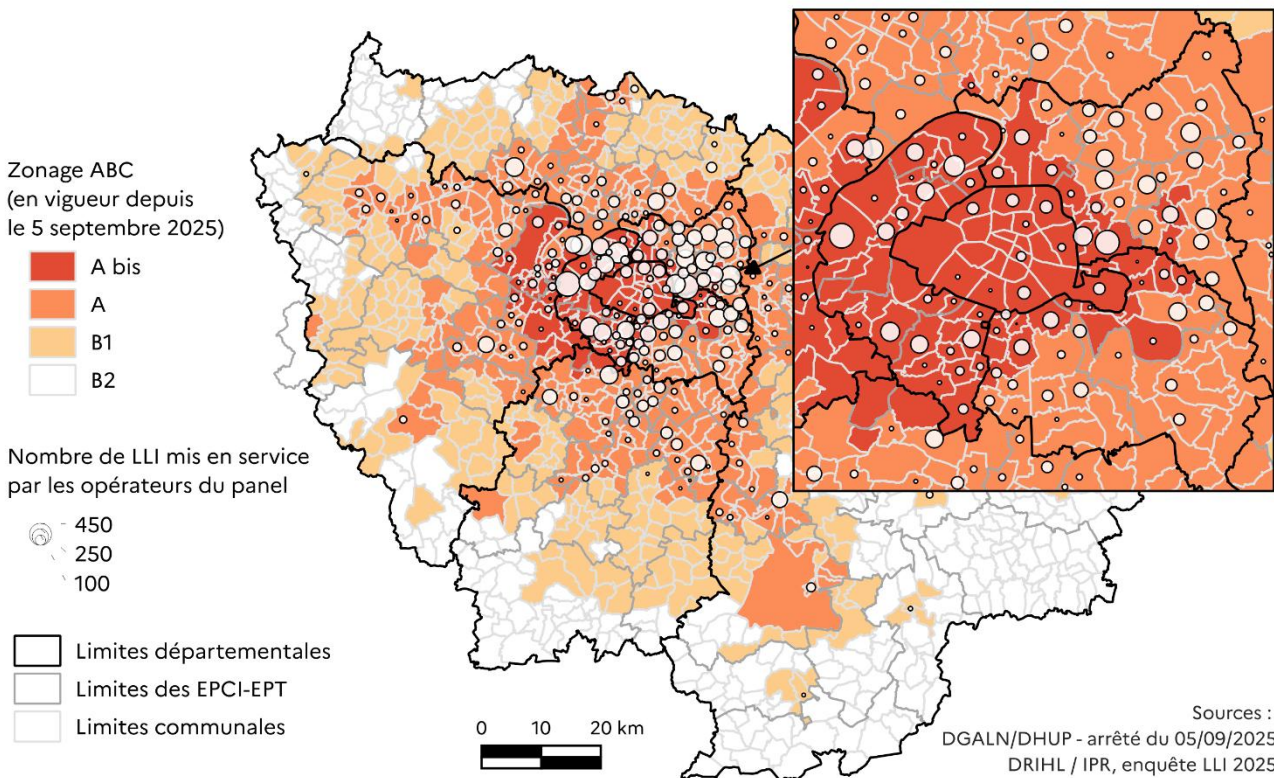 Zonage ABC
(en vigueur depuis
le 5 septembre 2025)
A bis
A
B1
B2
Nombre de LLI mis en service
par les opérateurs du panel
450
250
100
Limites départementales
Limites des EPCI-EPT
Limites communales
0 10 20 km
Sources :
DGALN/DHUP - arrêté du 05/09/2025
DRIHL / IPR, enquête LLI 2025